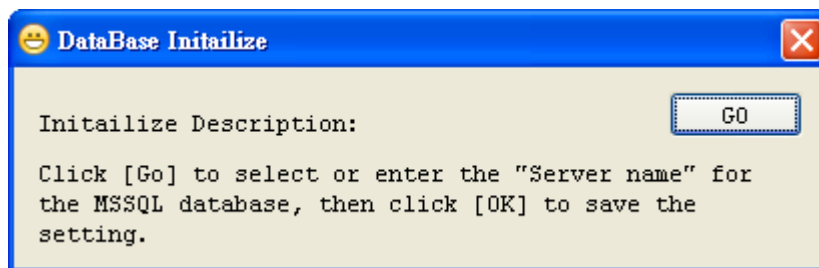 DataBase Initailize
GO
Initailize Description:
Click [Go] to select or enter the "Server name" for
the MSSQL database, then click [OK] to save the
setting.